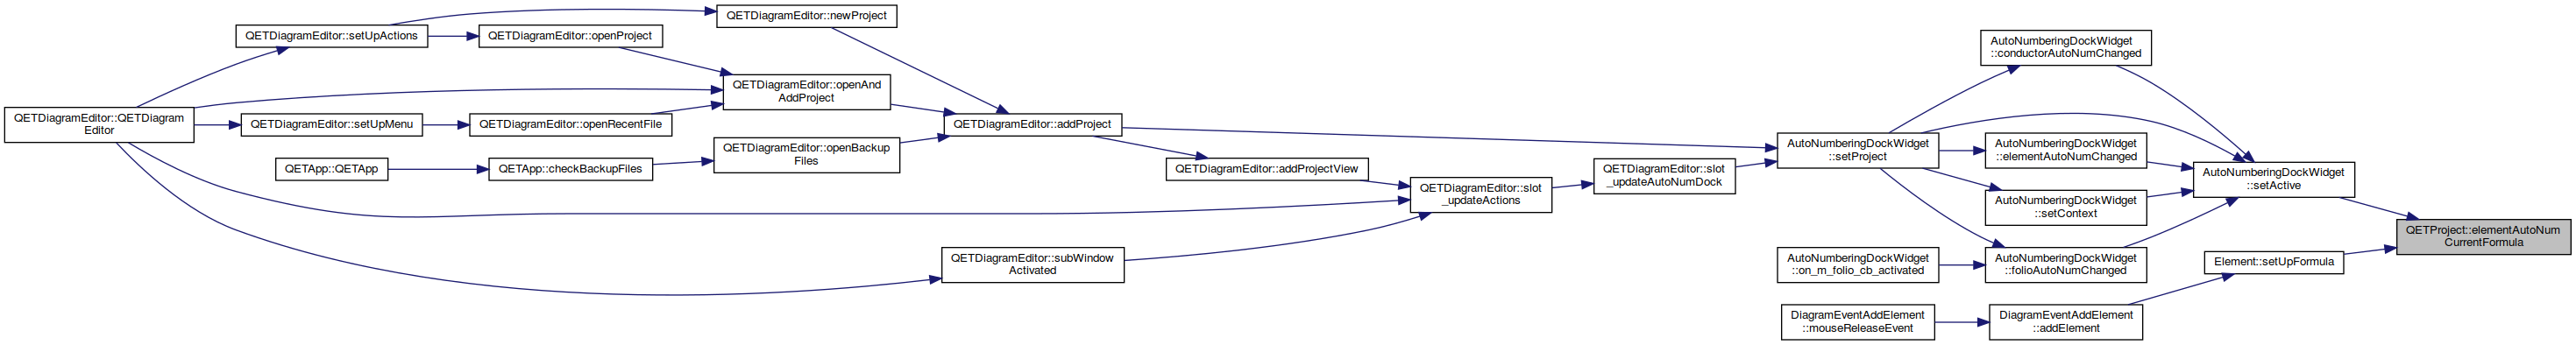 QETDiagramEditor::newProject
QETDiagramEditor::setUpActions
QETDiagramEditor::openProject
AutoNumberingDockWidget
::conductorAutoNumChanged
QETDiagramEditor::openAnd
AddProject
QETDiagramEditor::QETDiagram
Editor
QETDiagramEditor::setUpMenu
QETDiagramEditor::openRecentFile
QETDiagramEditor::addProject
QETDiagramEditor::openBackup
Files
AutoNumberingDockWidget
::setProject
AutoNumberingDockWidget
::elementAutoNumChanged
QETApp::QETApp
QETApp::checkBackupFiles
QETDiagramEditor::addProjectView
QETDiagramEditor::slot
_updateAutoNumDock
AutoNumberingDockWidget
::setActive
QETDiagramEditor::slot
_updateActions
AutoNumberingDockWidget
::setContext
QETProject::elementAutoNum
CurrentFormula
QETDiagramEditor::subWindow
Activated
AutoNumberingDockWidget
::on_m_folio_cb_activated
AutoNumberingDockWidget
::folioAutoNumChanged
Element::setUpFormula
DiagramEventAddElement
::mouseReleaseEvent
DiagramEventAddElement
::addElement